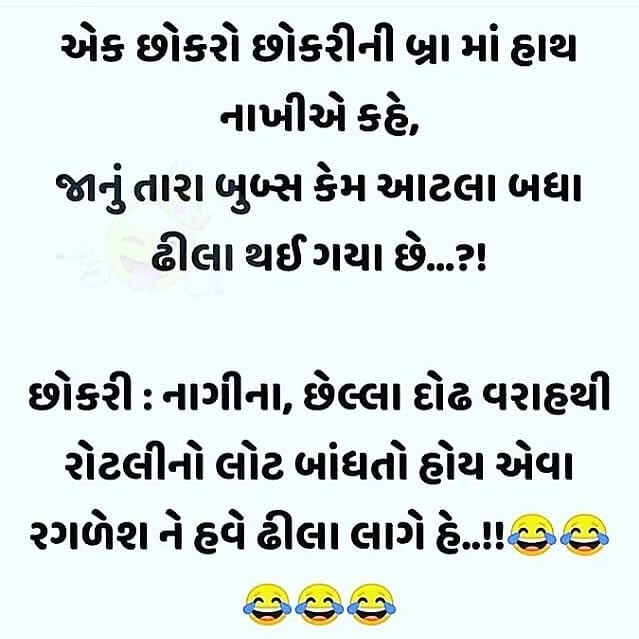 એક છોકરો છોકરીની બ્રા માં હાથ
નાખીએ કહે,
જાનું તારા બુબ્સ કેમ આટલા બધા
ઢીલા થઈ ગયા છે...?!
છોકરી : નાગીના, છેલ્લા દોઢ વરાહથી
રોટલીનો લોટ બાંધતો હોય એવા
રગળેશ ને હવે ઢીલા લાગે હે..!!😂😂
😂😂😂